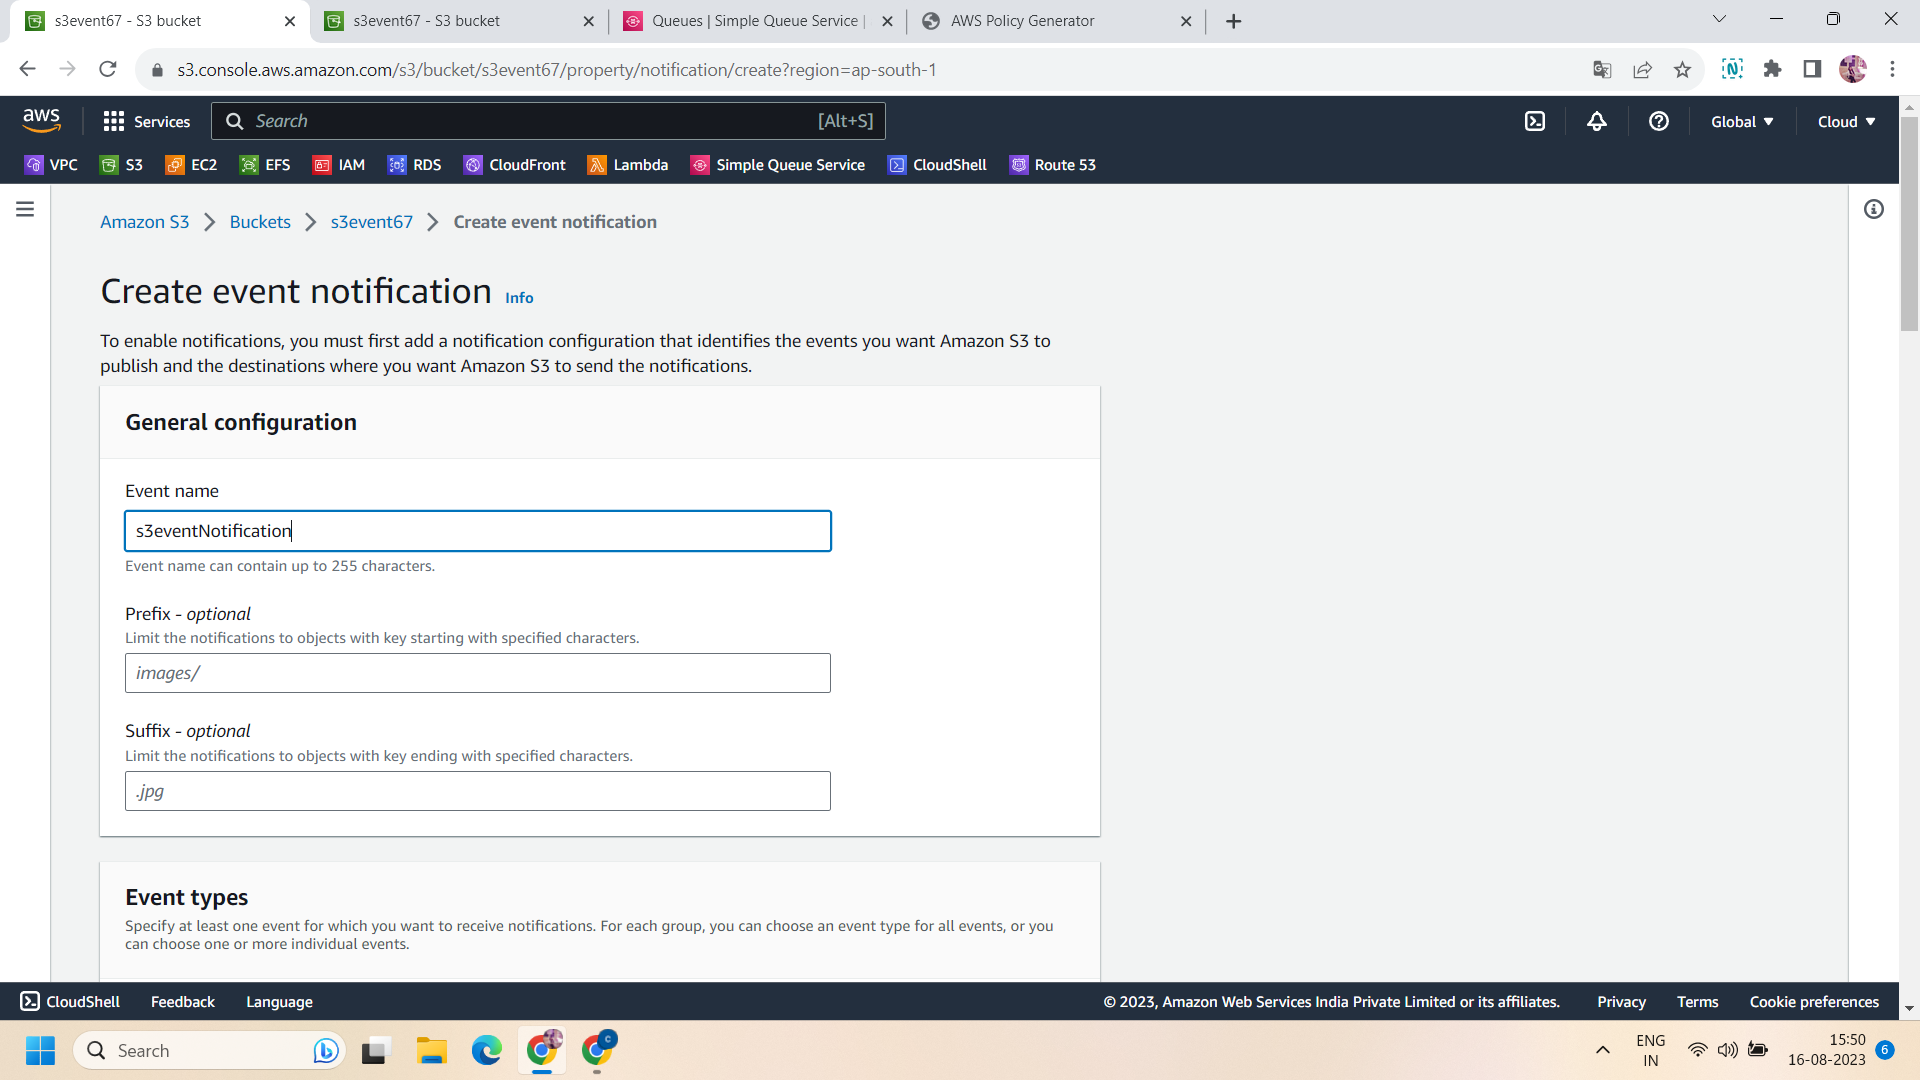 s3event67 - S3 bucket
s3event67 - S3 bucket
Queues | Simple Queue Service |
AWS Policy Generator
s3.console.aws.amazon.com/s3/bucket/s3event67/property/notification/create?region=ap-south-1
aws
Services
Search
[Alt+S]
Global
Cloud
VPC
S3
EC2
EFS
IAM
RDS
CloudFront
Lambda
Simple Queue Service
CloudShell
Route 53
Amazon S3
Buckets
s3event67
Create event notification
Create event notification Info
To enable notifications, you must first add a notification configuration that identifies the events you want Amazon S3 to
publish and the destinations where you want Amazon S3 to send the notifications.
General configuration
Event name
s3eventNotification
Event name can contain up to 255 characters.
Prefix - optional
Limit the notifications to objects with key starting with specified characters.
images/
Suffix - optional
Limit the notifications to objects with key ending with specified characters.
.jpg
Event types
Specify at least one event for which you want to receive notifications. For each group, you can choose an event type for all events, or you
can choose one or more individual events.
CloudShell
Feedback
Language
© 2023, Amazon Web Services India Private Limited or its affiliates.
Privacy
Terms
Cookie preferences
Search
C
ENG
IN
15:50
16-08-2023
6